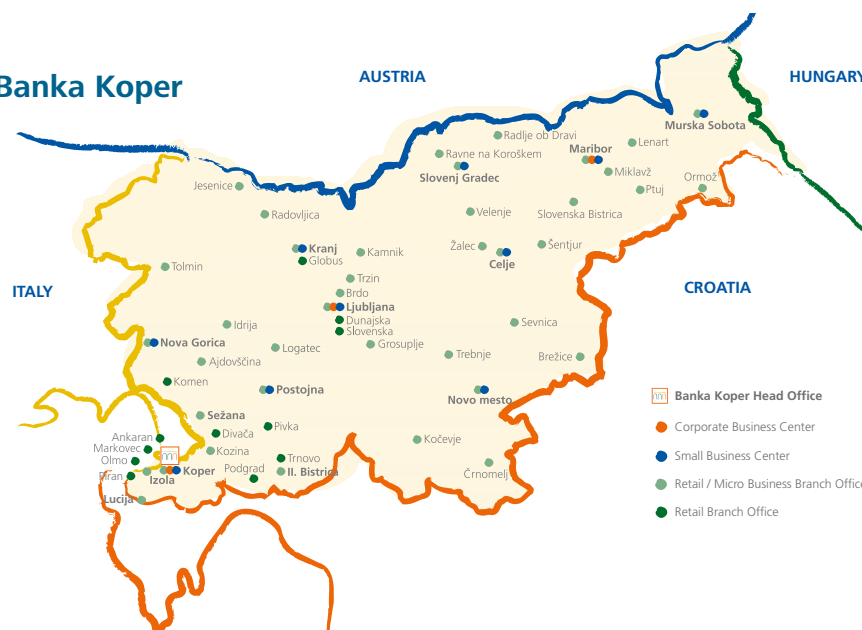 Banka Koper
AUSTRIA
HUNGARY
Murska Sobota
Radlje ob Dravi
Lenart
Maribor
Ravne na Koroškem
Slovenj Gradec
Miklavž
Ormož
Ptuj
Jesenice
Radovljica
Velenje
Slovenska Bistrica
Kranj
Globus
Kamnik
Žalec
Celje
Šentjur
Tolmin
Trzin
ITALY
Brdo
CROATIA
Ljubljana
Dunajska
Slovenska
Idrija
Sevnica
Nova Gorica
Logatec
Grosuplje
Trebnje
Brežice
Ajdovščina
Komen
Postojna
Novo mesto
Banka Koper Head Office
Sežana
Corporate Business Center
Pivka
Ankaran
Divača
Kočevje
Markovec
Kozina
Small Business Center
Olmo
Trnovo
Koper
Podgrad
Il. Bistrica
Piran
Izola
Črnomelj
Retail / Micro Business Branch Office
Lucija
Retail Branch Office